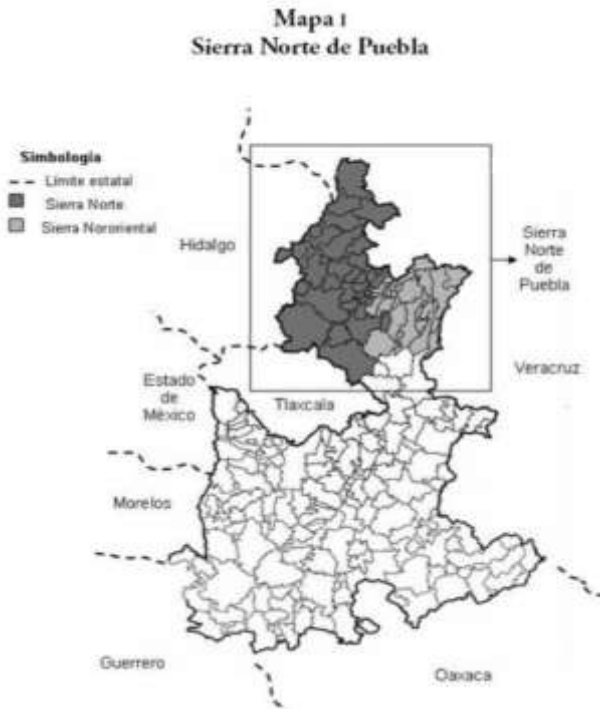 Mapa 1
Sierra Norte de Puebla
Simbología
Límite estatal
Sierra Norte
Sierra Nororiental
Hidalgo
Sierra
Norte
de
Puebla
Veracruz
Estado
de
México
Tlaxcala
Morelos
Guerrero
Oaxaca